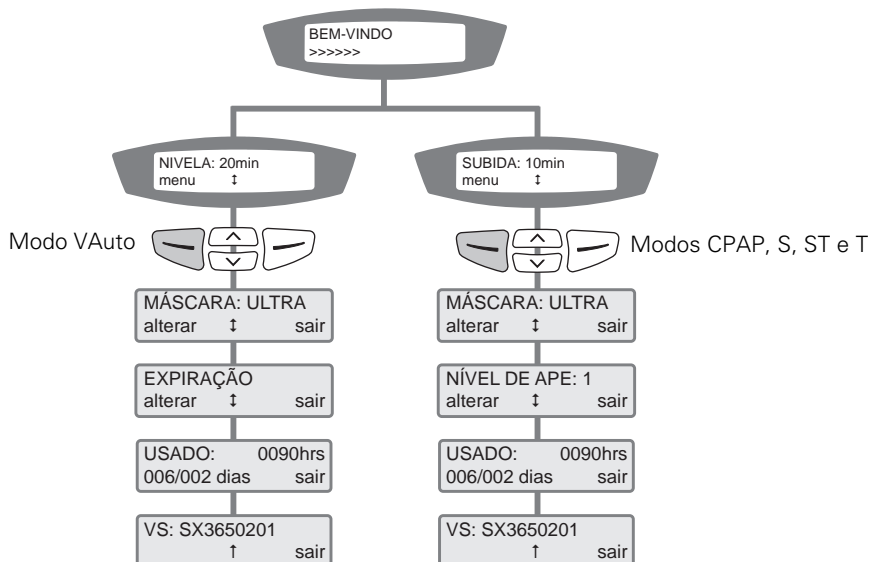 BEM-VINDO
>>>>>>
NIVELA: 20min
menu ↕
SUBIDA: 10min
menu ↕
Modo VAuto
Modos CPAP, S, ST e T
MÁSCARA: ULTRA
alterar ↕ sair
EXPIRAÇÃO
alterar ↕ sair
USADO: 0090hrs
006/002 dias sair
VS: SX3650201
↑ sair
MÁSCARA: ULTRA
alterar ↕ sair
NÍVEL DE APE: 1
alterar ↕ sair
USADO: 0090hrs
006/002 dias sair
VS: SX3650201
↑ sair